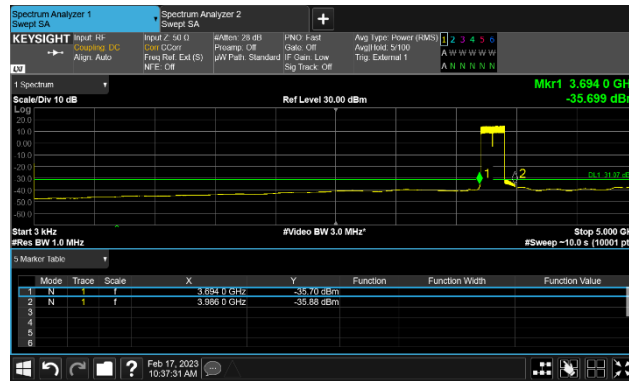 Spectrum Analyzer 1
Swept SA
Spectrum Analyzer 2
Swept SA
+
KEYSIGHT
Input: RF
Coupling: DC
Align: Auto
Input Z: 50 Ω
Corr CCorr
Freq Ref: Ext (S)
NFE: Off
#Atten: 28 dB
Preamp: Off
µW Path: Standard
PNO: Fast
Gate: Off
IF Gain: Low
Sig Track: Off
Avg Type: Power (RMS)
Avg|Hold: 5/100
Trig: External 1
1 2 3 4 5 6
A W W W W W
A N N N N N
LXI
1 Spectrum
Scale/Div 10 dB
Ref Level 30.00 dBm
Mkr1 3.694 0 GH
-35.699 dBm
Log
20.0
10.0
0.00
-10.0
-20.0
-30.0
-40.0
-50.0
-60.0
1
2
Start 3 kHz
#Res BW 1.0 MHz
#Video BW 3.0 MHz*
Stop 5.000 GH
#Sweep ~10.0 s (10001 pt
5 Marker Table
Mode Trace Scale X Y Function Function Width Function Value
1 N 1 f 3.694 0 GHz -35.70 dBm
2 N 1 f 3.986 0 GHz -35.88 dBm
3
4
5
6
?
Feb 17, 2023
10:37:31 AM